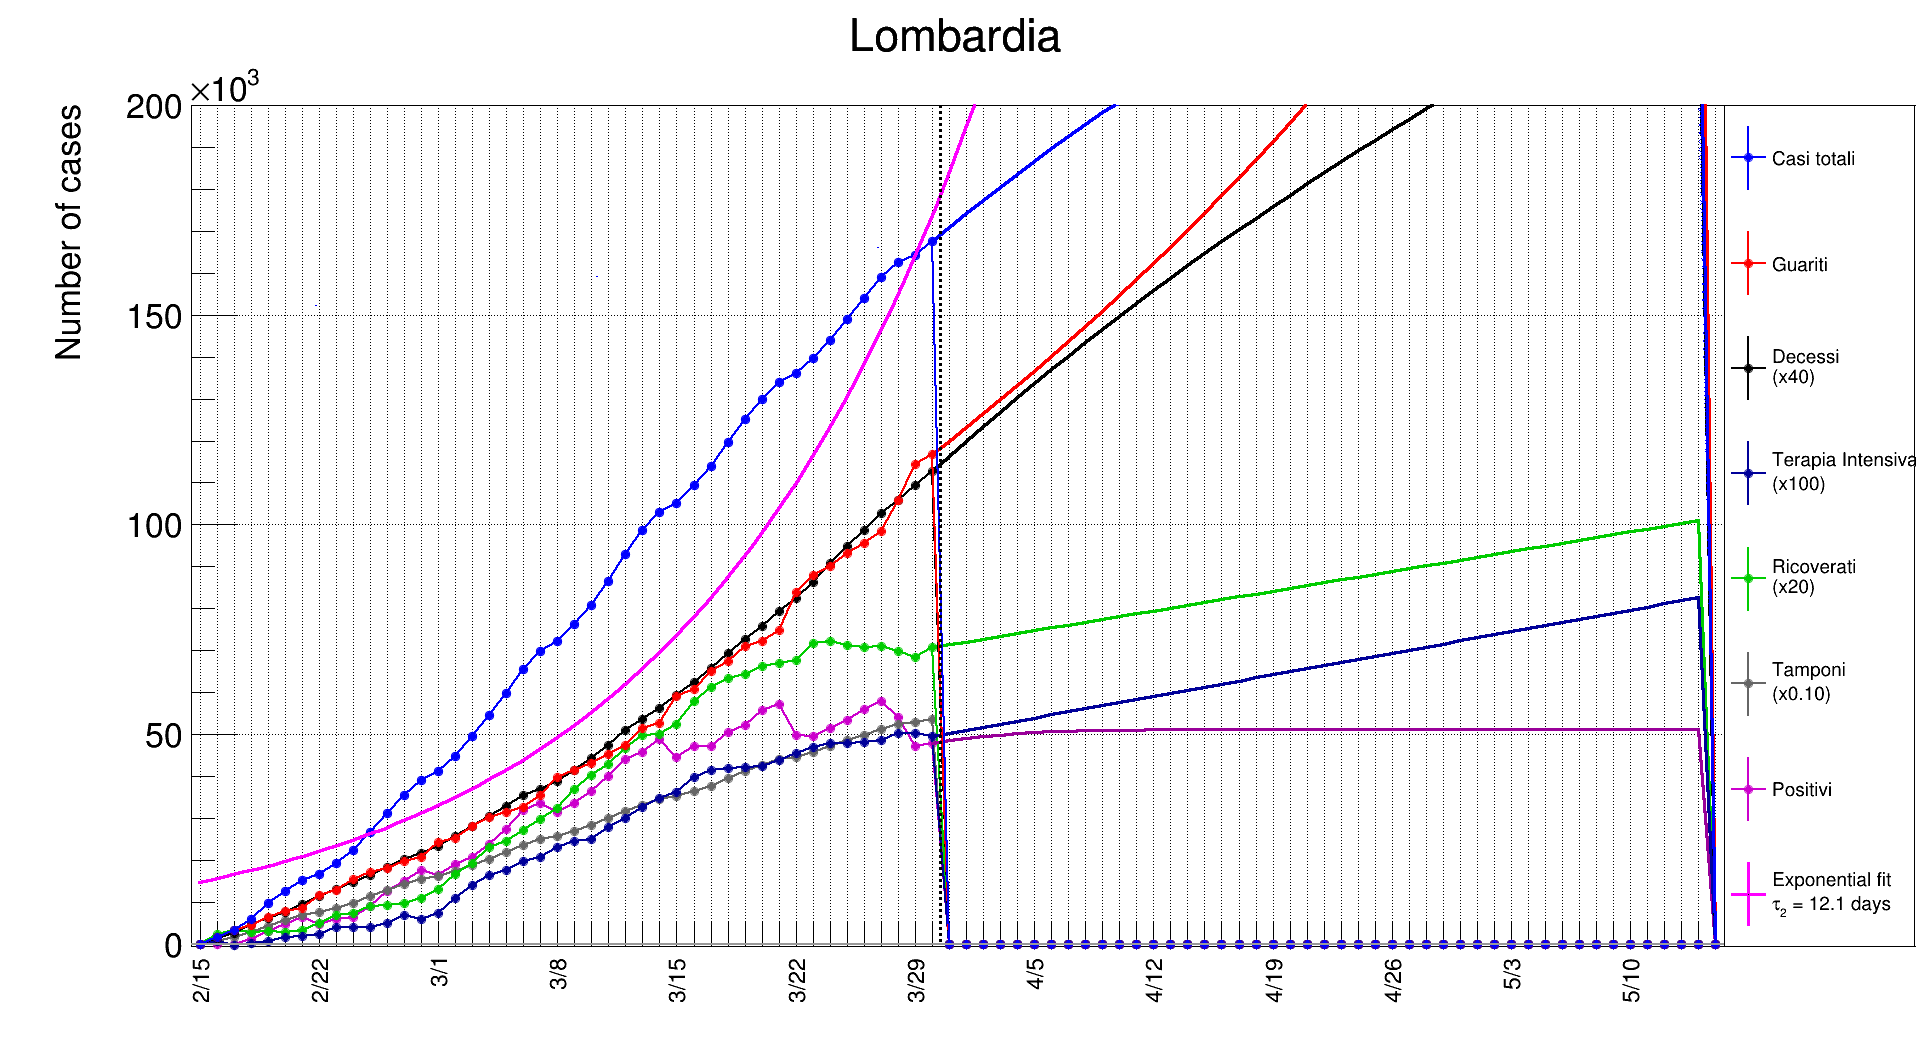 Lombardia
×10³
Number of cases
200
150
100
50
0
2/15
2/22
3/1
3/8
3/15
3/22
3/29
4/5
4/12
4/19
4/26
5/3
5/10
Casi totali
Guariti
Decessi
(x40)
Terapia Intensiva
(x100)
Ricoverati
(x20)
Tamponi
(x0.10)
Positivi
Exponential fit
τ₂ = 12.1 days